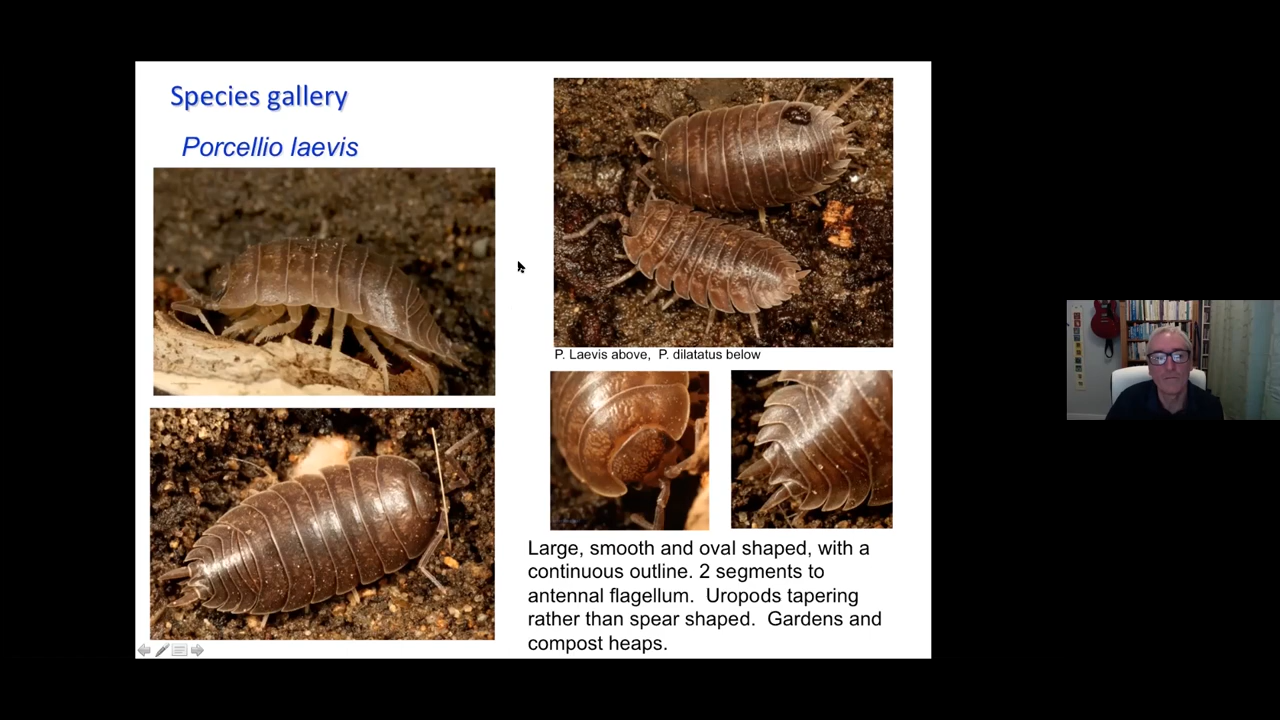 Species gallery
Porcellio laevis
P. Laevis above,  P. dilatatus below
Large, smooth and oval shaped, with a
continuous outline. 2 segments to
antennal flagellum.  Uropods tapering
rather than spear shaped.  Gardens and
compost heaps.